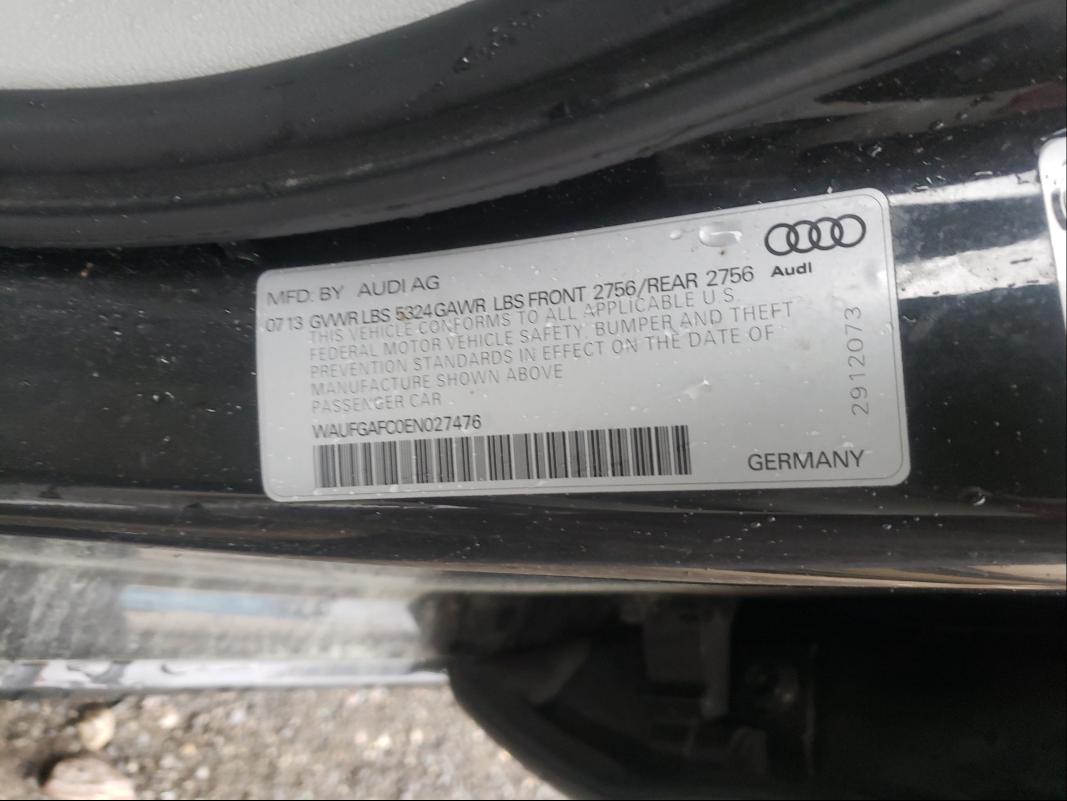 Audi
MFD. BY AUDI AG
07 13 GVWR LBS 5324 GAWR LBS FRONT 2756/REAR 2756
THIS VEHICLE CONFORMS TO ALL APPLICABLE U.S.
FEDERAL MOTOR VEHICLE SAFETY BUMPER AND THEFT
PREVENTION STANDARDS IN EFFECT ON THE DATE OF
MANUFACTURE SHOWN ABOVE
PASSENGER CAR
WAUFGAFC0EN027476
GERMANY
2912073